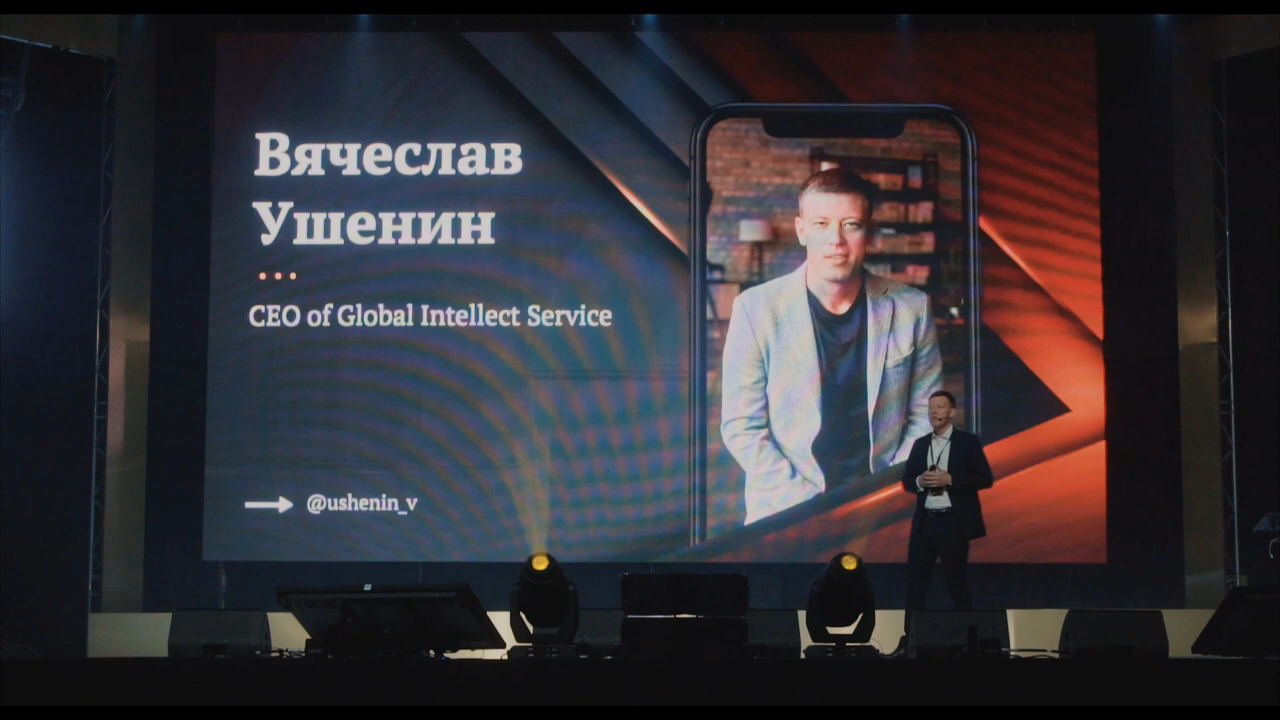 Вячеслав
Ушенин
CEO of Global Intellect Service
@ushenin_v